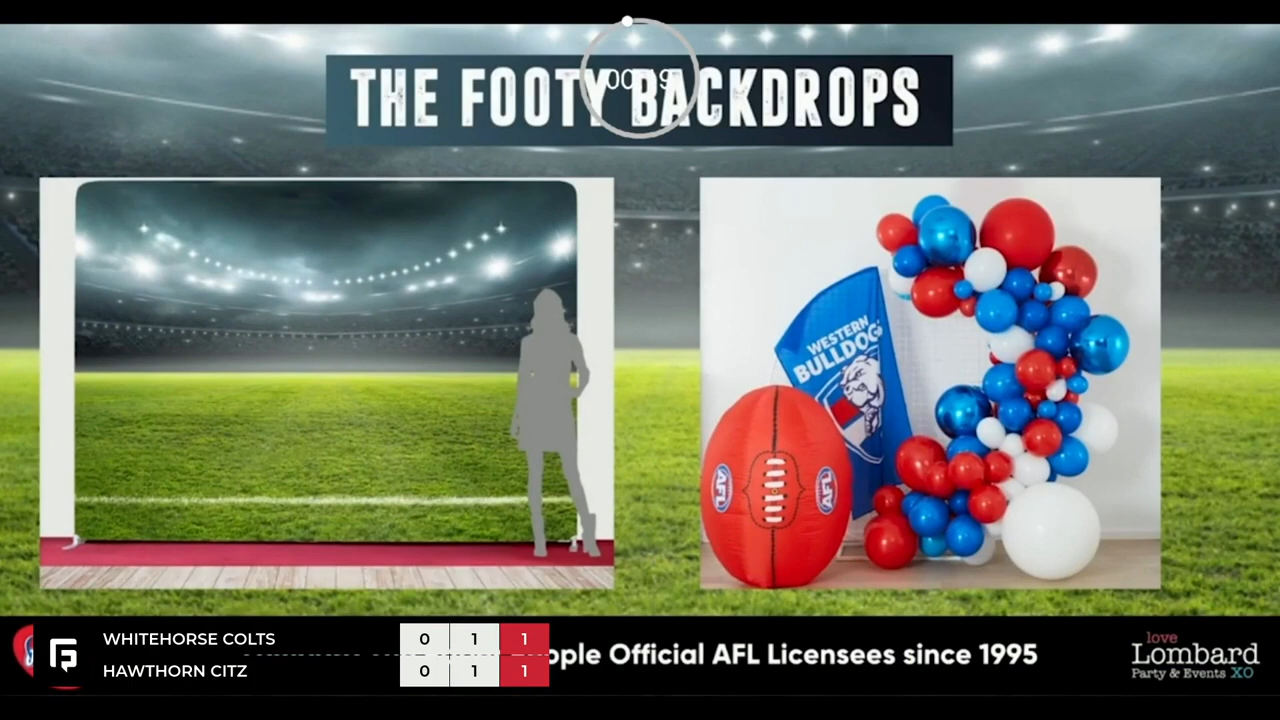 THE FOOTY BACKDROPS
WESTERN
BULLDOGS
AFL
AFL
WHITEHORSE COLTS 0 1 1
HAWTHORN CITZ 0 1 1
Official AFL Licensees since 1995
love
Lombard
Party & Events XO